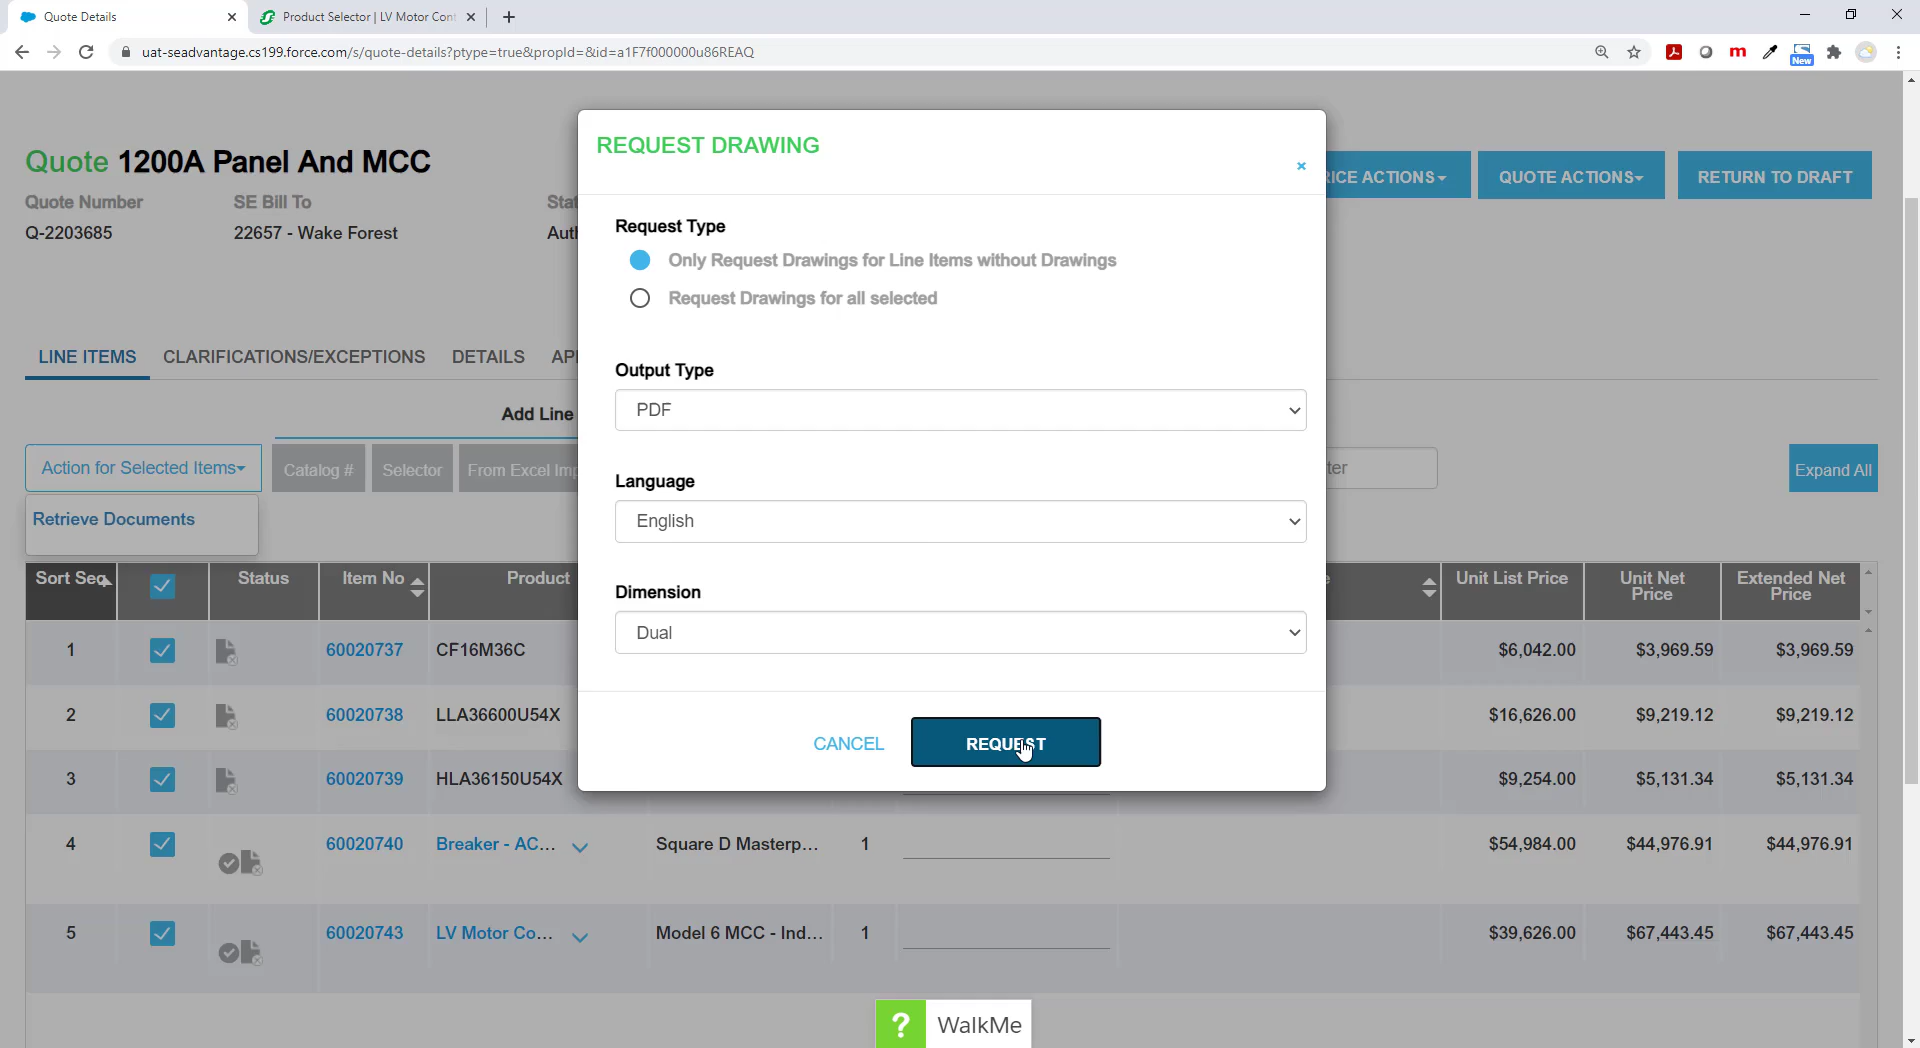 Quote Details
Product Selector | LV Motor Cont
uat-seadvantage.cs199.force.com/s/quote-details?ptype=true&propId=&id=a1F7f000000u86REAQ
m
New
Quote 1200A Panel And MCC
Quote Number SE Bill To
Q-2203685 22657 - Wake Forest
REQUEST DRAWING
×
QUOTE ACTIONS
RETURN TO DRAFT
Request Type
Only Request Drawings for Line Items without Drawings
Request Drawings for all selected
LINE ITEMS CLARIFICATIONS/EXCEPTIONS DETAILS
Output Type
PDF
Add Line
Action for Selected Items
Catalog #
Selector
From Excel
Expand All
Retrieve Documents
Language
English
Dimension
Dual
CANCEL
REQUEST
Sort Seq Status Item No Product Unit List Price Unit Net Price Extended Net Price
1 60020737 CF16M36C $6,042.00 $3,969.59 $3,969.59
2 60020738 LLA36600U54X $16,626.00 $9,219.12 $9,219.12
3 60020739 HLA36150U54X $9,254.00 $5,131.34 $5,131.34
4 60020740 Breaker - AC... Square D Masterp... 1 $54,984.00 $44,976.91 $44,976.91
5 60020743 LV Motor Co... Model 6 MCC - Ind... 1 $39,626.00 $67,443.45 $67,443.45
? WalkMe